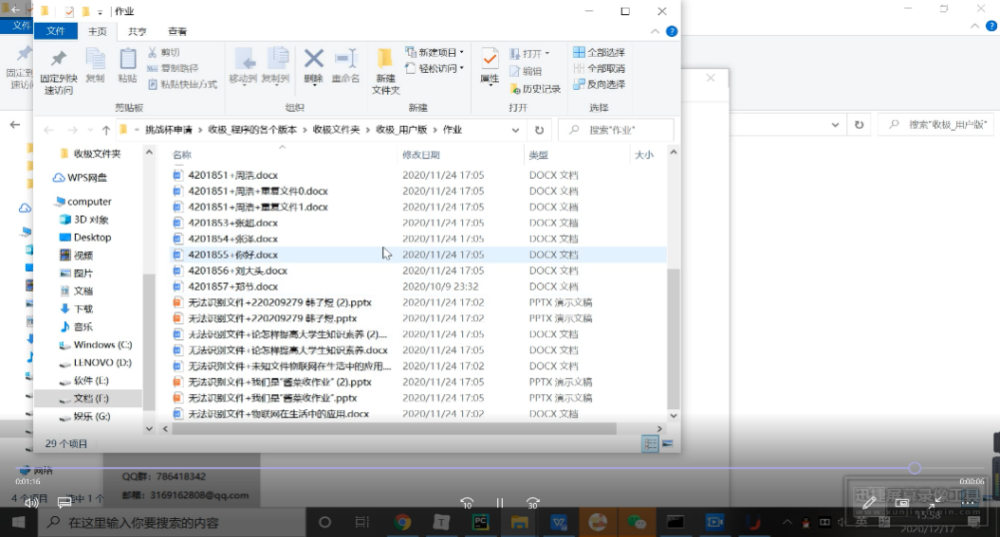 作业
文件 主页 共享 查看
固定到快速访问
复制
粘贴
剪切
复制路径
粘贴快捷方式
剪贴板
移动到 复制到 删除 重命名
组织
新建文件夹
新建项目
轻松访问
新建
属性
打开
编辑
历史记录
打开
全部选择
全部取消
反向选择
选择
挑战杯申请 > 收极_程序的各个版本 > 收极文件夹 > 收极_用户版 > 作业
搜索"作业"
搜索"收极_用户版"
名称 修改日期 类型 大小
收极文件夹
WPS网盘
computer
3D 对象
Desktop
视频
图片
文档
下载
音乐
Windows (C:)
LENOVO (D:)
软件 (E:)
文档 (F:)
娱乐 (G:)
网络
4201851+周浩.docx 2020/11/24 17:05 DOCX 文档
4201851+周浩+重复文件0.docx 2020/11/24 17:05 DOCX 文档
4201851+周浩+重复文件1.docx 2020/11/24 17:05 DOCX 文档
4201853+张超.docx 2020/11/24 17:05 DOCX 文档
4201854+张泽.docx 2020/11/24 17:05 DOCX 文档
4201855+你好.docx 2020/11/24 17:05 DOCX 文档
4201856+刘大头.docx 2020/11/24 17:05 DOCX 文档
4201857+郑节.docx 2020/10/9 23:32 DOCX 文档
无法识别文件+220209279 韩子煜 (2).pptx 2020/11/24 17:02 PPTX 演示文稿
无法识别文件+220209279 韩子煜.pptx 2020/11/24 17:02 PPTX 演示文稿
无法识别文件+论怎样提高大学生知识素养 (2).... 2020/11/24 17:05 DOCX 文档
无法识别文件+论怎样提高大学生知识素养.docx 2020/11/24 17:05 DOCX 文档
无法识别文件+未知文件物联网在生活中的应用.... 2020/11/24 17:02 DOCX 文档
无法识别文件+我们是"酱菜收作业" (2).pptx 2020/11/24 17:05 PPTX 演示文稿
无法识别文件+我们是"酱菜收作业".pptx 2020/11/24 17:05 PPTX 演示文稿
无法识别文件+物联网在生活中的应用.docx 2020/11/24 17:02 DOCX 文档
29 个项目
QQ群: 786418342
邮箱: 3169162808@qq.com
0:01:16
0:00:06
4 个项目
10
30
在这里输入你要搜索的内容
英
15:58
2020/12/17
迅捷屏幕录像工具